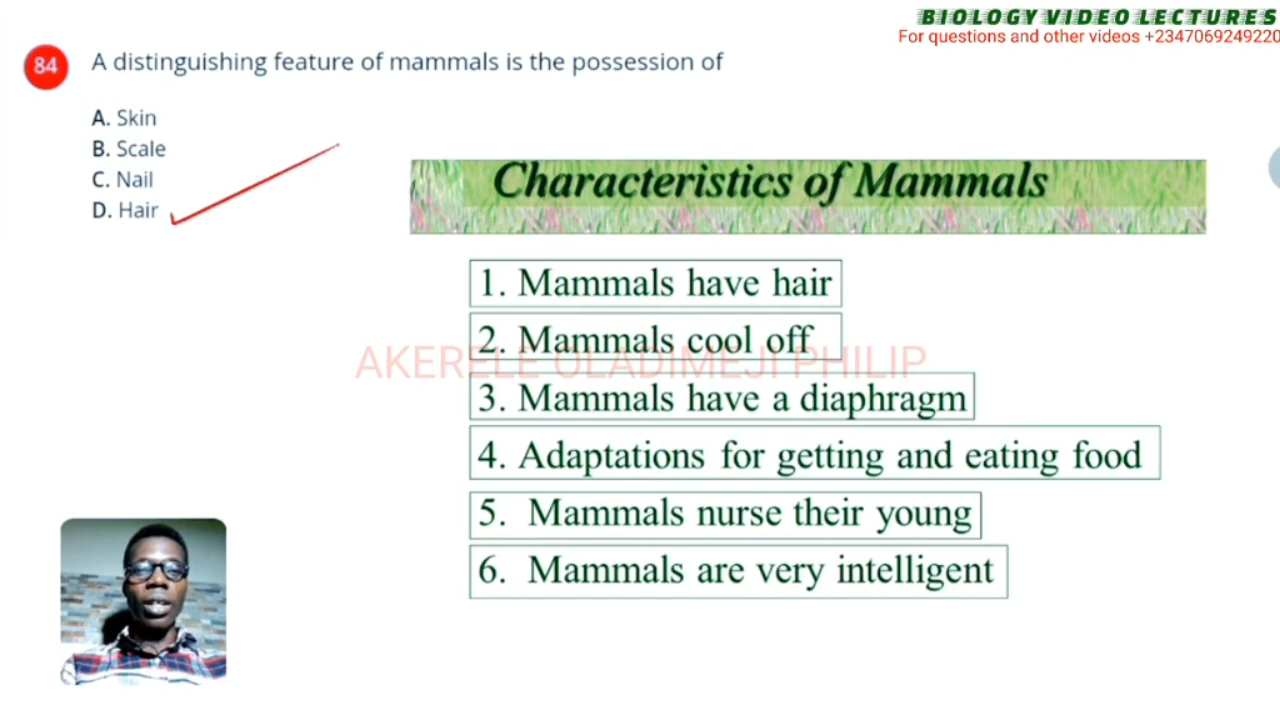 BIOLOGY VIDEO LECTURES
For questions and other videos +2347069249220
84 A distinguishing feature of mammals is the possession of
A. Skin
B. Scale
C. Nail
D. Hair
Characteristics of Mammals
1. Mammals have hair
2. Mammals cool off
AKERELE OLADIMEJI PHILIP
3. Mammals have a diaphragm
4. Adaptations for getting and eating food
5. Mammals nurse their young
6. Mammals are very intelligent